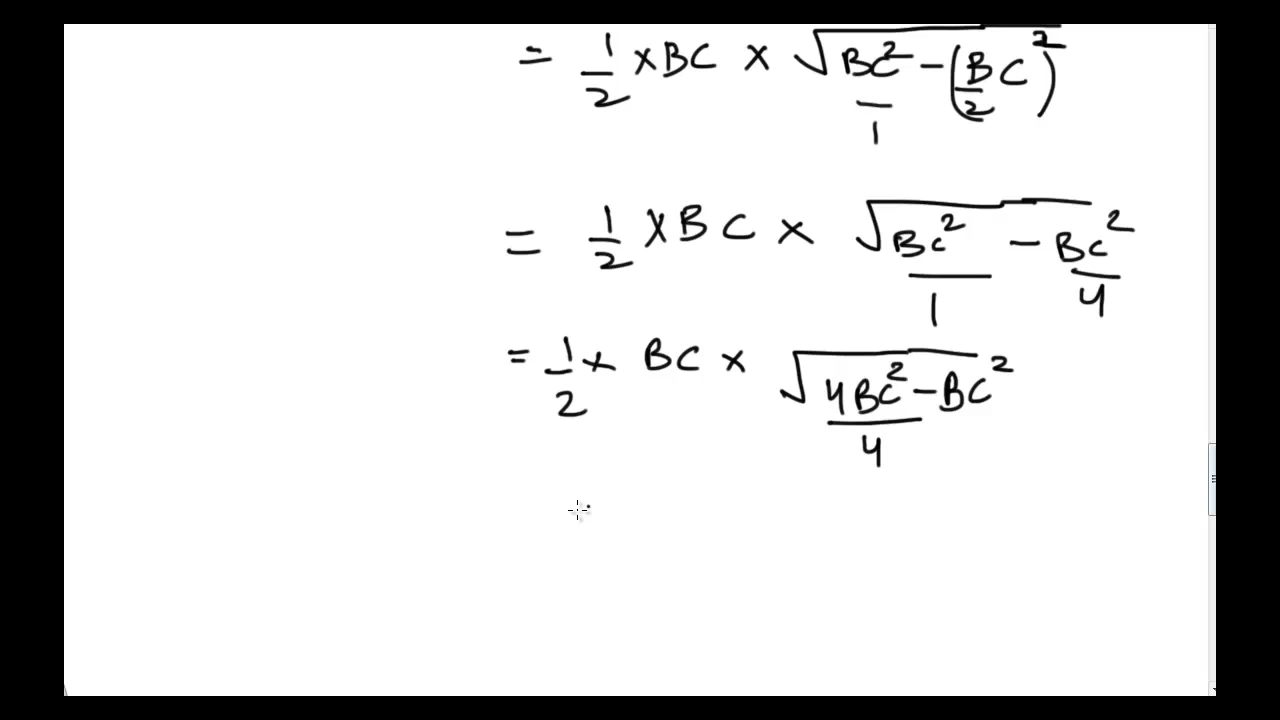 = 1/2 × BC × √(BC²/1 − (B/2 C)²)
= 1/2 × BC × √(BC²/1 − BC²/4)
= 1/2 × BC × √(4BC² − BC²/4)